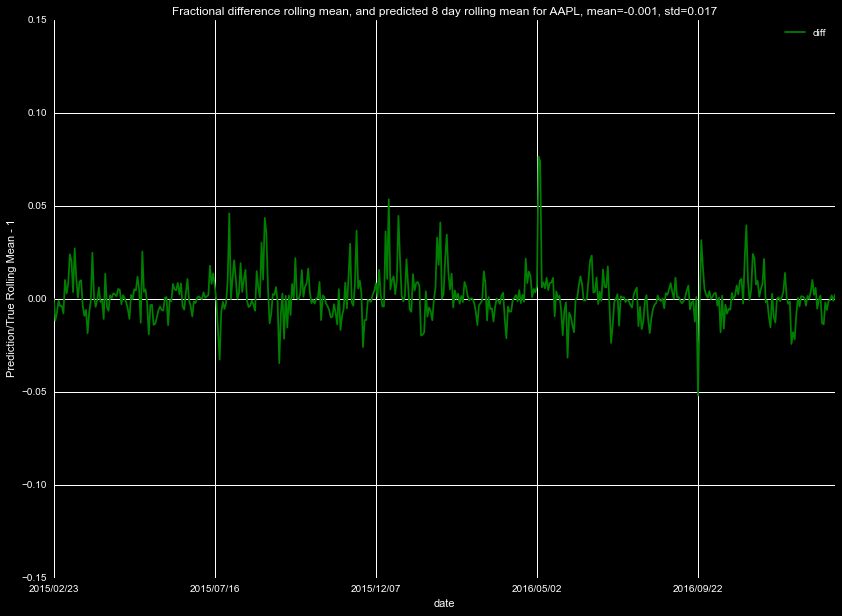 Fractional difference rolling mean, and predicted 8 day rolling mean for AAPL, mean=-0.001, std=0.017
diff
0.15
0.10
0.05
0.00
−0.05
−0.10
−0.15
Prediction/True Rolling Mean - 1
2015/02/23 2015/07/16 2015/12/07 2016/05/02 2016/09/22
date